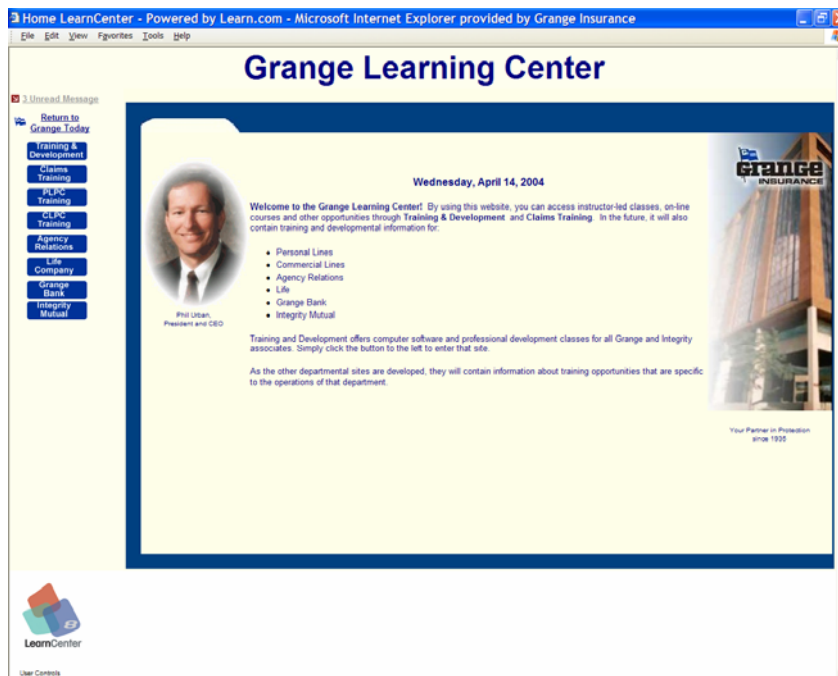 Home LearnCenter - Powered by Learn.com - Microsoft Internet Explorer provided by Grange Insurance
File Edit View Favorites Tools Help
Grange Learning Center
3 Unread Message
Return to
Grange Today
Training &
Development
Claims
Training
PLPC
Training
CLPC
Training
Agency
Relations
Life
Company
Grange
Bank
Integrity
Mutual
Phil Urban,
President and CEO
Wednesday, April 14, 2004
Welcome to the Grange Learning Center! By using this website, you can access instructor-led classes, on-line
courses and other opportunities through Training & Development and Claims Training. In the future, it will also
contain training and developmental information for:
Personal Lines
Commercial Lines
Agency Relations
Life
Grange Bank
Integrity Mutual
Training and Development offers computer software and professional development classes for all Grange and Integrity
associates. Simply click the button to the left to enter that site.
As the other departmental sites are developed, they will contain information about training opportunities that are specific
to the operations of that department.
GRANGE
INSURANCE
Your Partner in Protection
since 1935
8
LearnCenter
User Controls